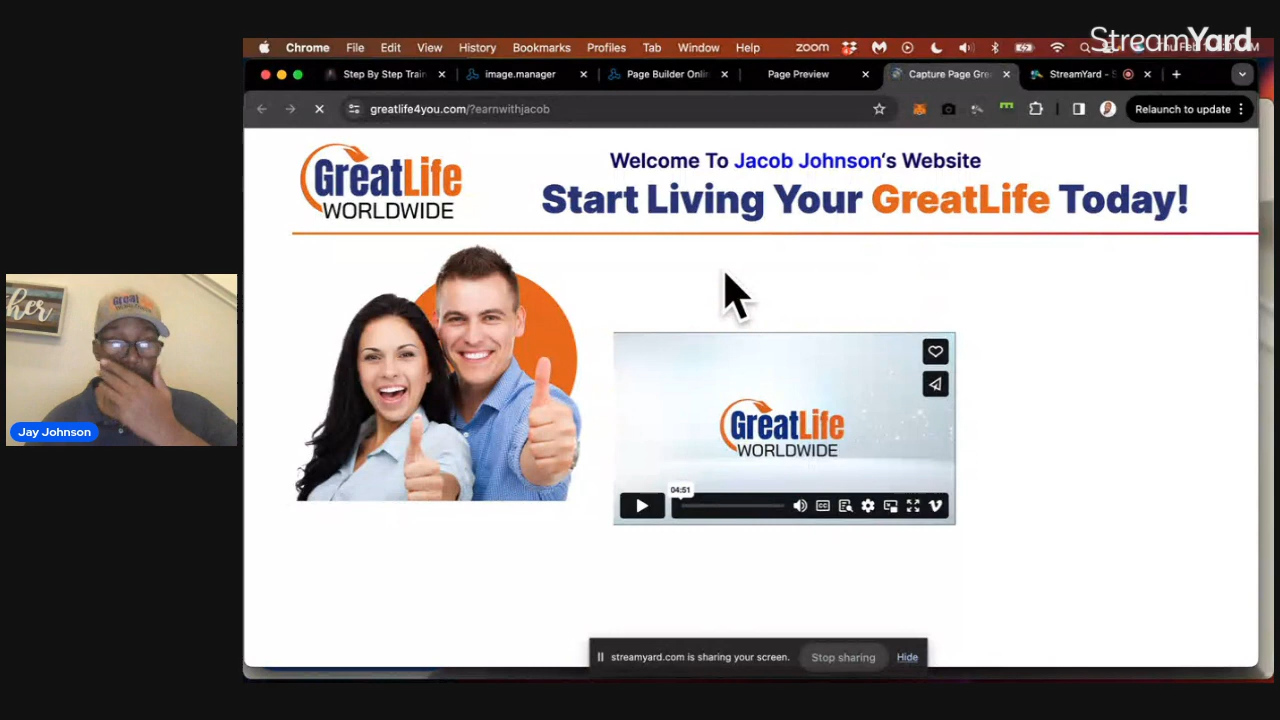 StreamYard
Chrome File Edit View History Bookmarks Profiles Tab Window Help zoom
Step By Step Train
image.manager
Page Builder Onli
Page Preview
Capture Page Gre
StreamYard - S
greatlife4you.com/?earnwithjacob
Relaunch to update
GreatLife
WORLDWIDE
Welcome To Jacob Johnson's Website
Start Living Your GreatLife Today!
her
Great
Jay Johnson
GreatLife
WORLDWIDE
04:51
streamyard.com is sharing your screen.
Stop sharing
Hide